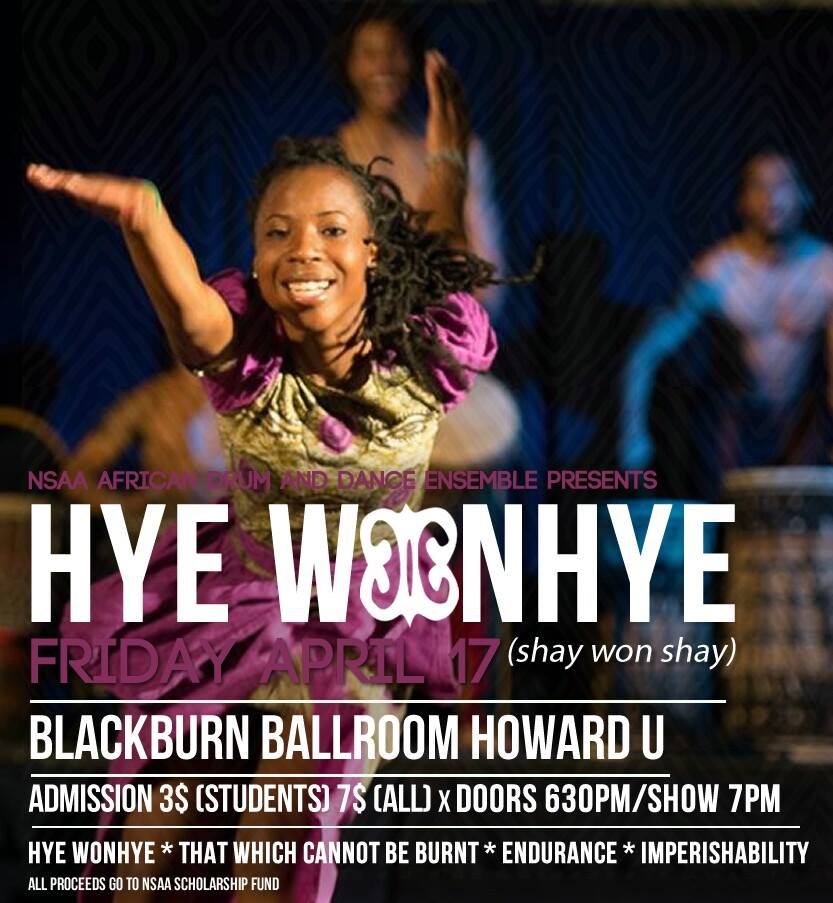 NSAA AFRICAN DRUM AND DANCE ENSEMBLE PRESENTS
HYE WONHYE
FRIDAY APRIL 17 (shay won shay)
BLACKBURN BALLROOM HOWARD U
ADMISSION 3$ (STUDENTS) 7$ (ALL) x DOORS 630PM/SHOW 7PM
HYE WONHYE * THAT WHICH CANNOT BE BURNT * ENDURANCE * IMPERISHABILITY
ALL PROCEEDS GO TO NSAA SCHOLARSHIP FUND